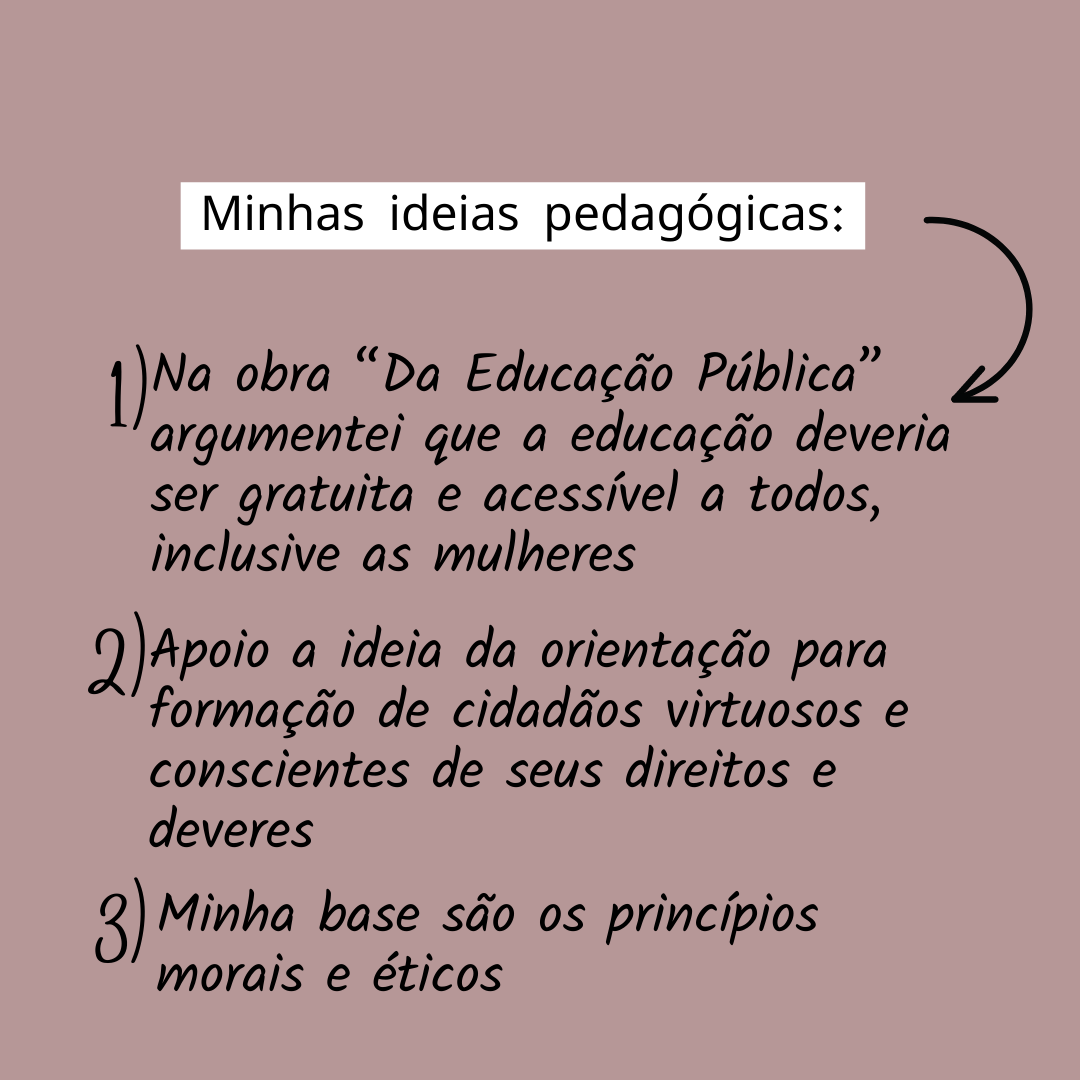 Minhas ideias pedagógicas:
1) Na obra “Da Educação Pública”
argumentei que a educação deveria
ser gratuita e acessível a todos,
inclusive as mulheres
2) Apoio a ideia da orientação para
formação de cidadãos virtuosos e
conscientes de seus direitos e
deveres
3) Minha base são os princípios
morais e éticos